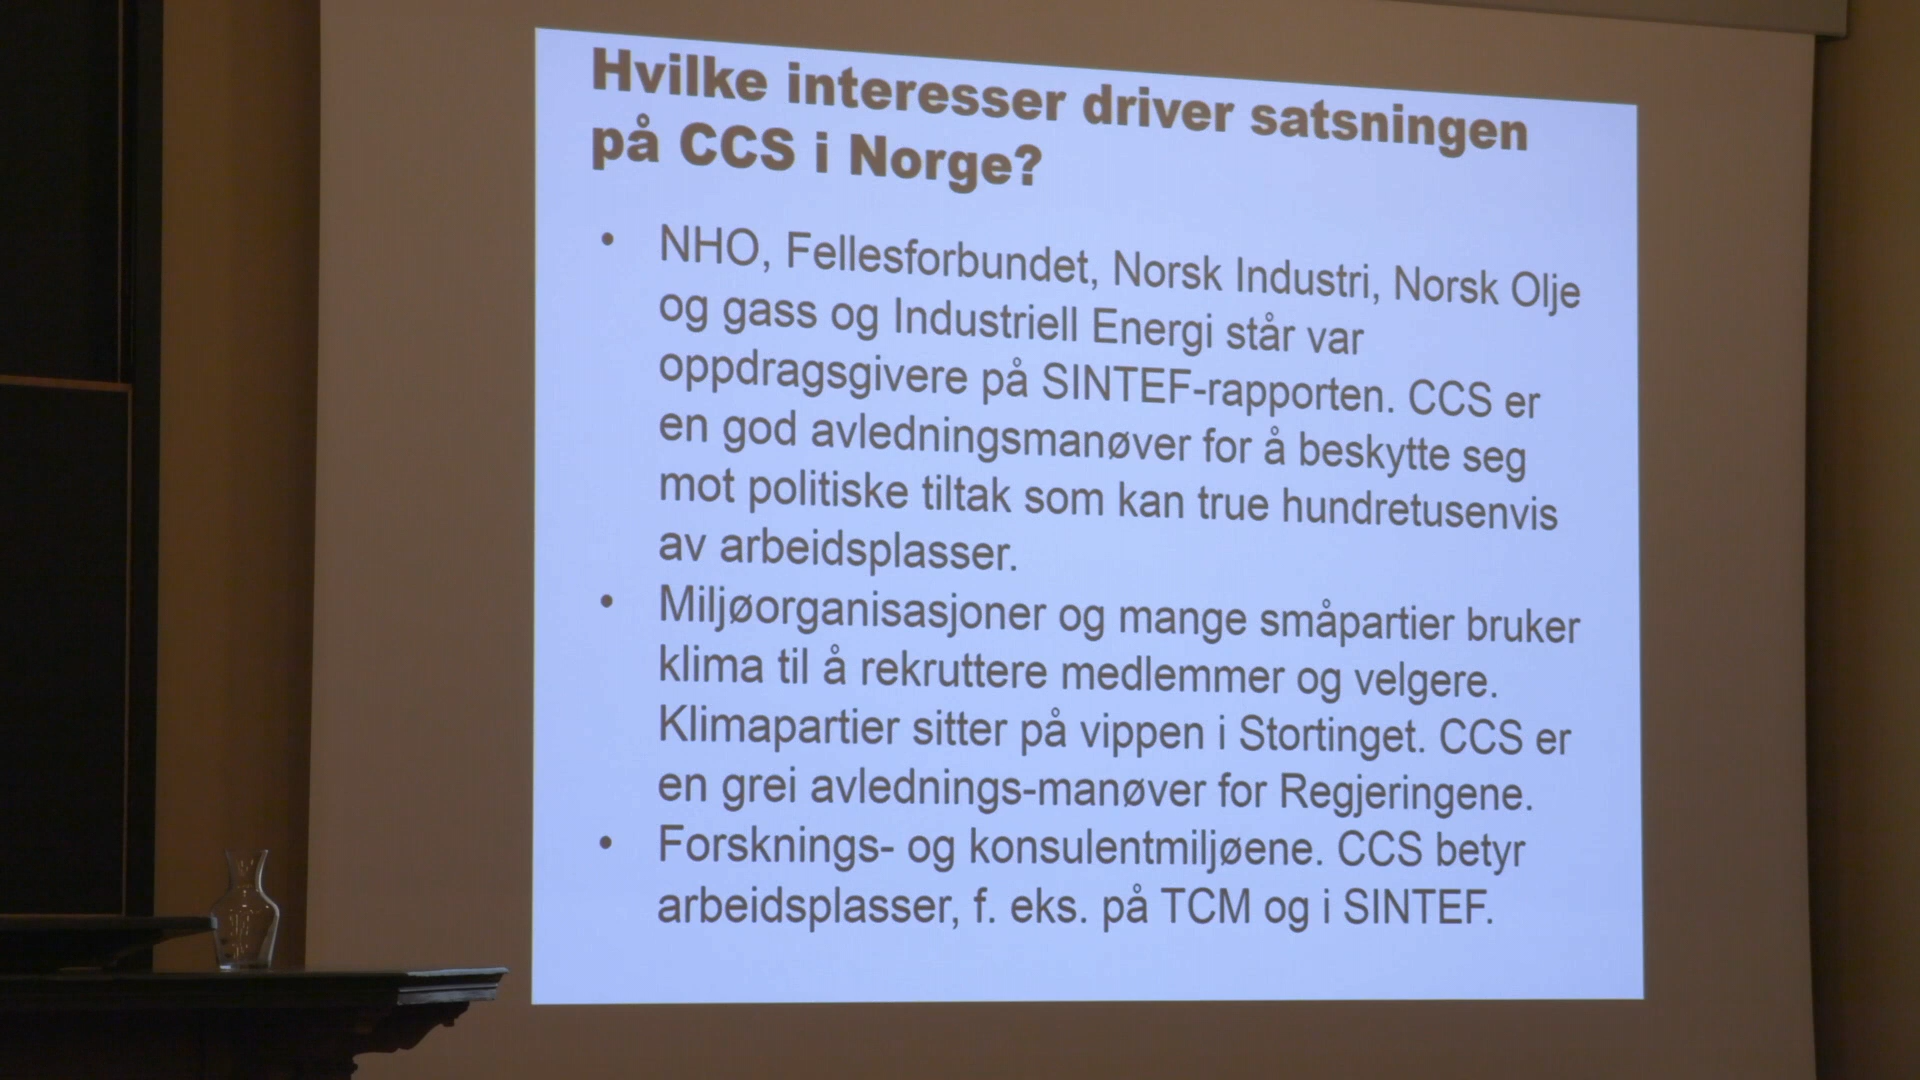 Hvilke interesser driver satsningen
på CCS i Norge?
• NHO, Fellesforbundet, Norsk Industri, Norsk Olje
og gass og Industriell Energi står var
oppdragsgivere på SINTEF-rapporten. CCS er
en god avledningsmanøver for å beskytte seg
mot politiske tiltak som kan true hundretusenvis
av arbeidsplasser.
• Miljøorganisasjoner og mange småpartier bruker
klima til å rekruttere medlemmer og velgere.
Klimapartier sitter på vippen i Stortinget. CCS er
en grei avlednings-manøver for Regjeringene.
• Forsknings- og konsulentmiljøene. CCS betyr
arbeidsplasser, f. eks. på TCM og i SINTEF.